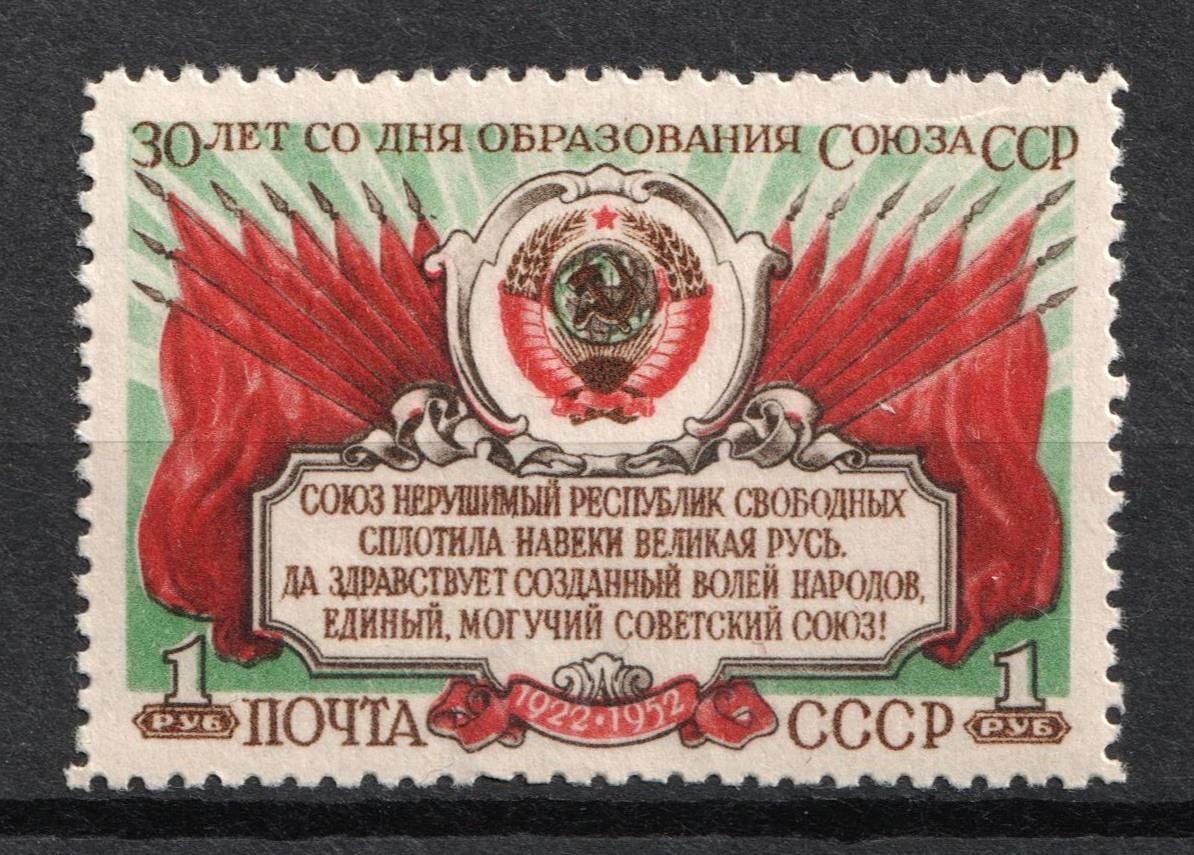 30 ЛЕТ СО ДНЯ ОБРАЗОВАНИЯ СОЮЗА ССР
СОЮЗ НЕРУШИМЫЙ РЕСПУБЛИК СВОБОДНЫХ
СПЛОТИЛА НАВЕКИ ВЕЛИКАЯ РУСЬ.
ДА ЗДРАВСТВУЕТ СОЗДАННЫЙ ВОЛЕЙ НАРОДОВ,
ЕДИНЫЙ, МОГУЧИЙ СОВЕТСКИЙ СОЮЗ!
1 1
1922·1952
РУБ ПОЧТА СССР РУБ